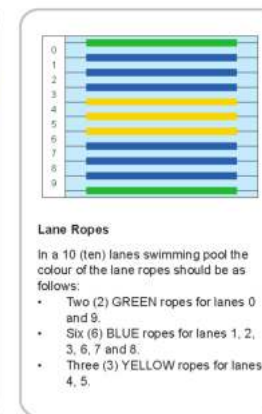 0
1
2
3
4
5
6
7
8
9
Lane Ropes
In a 10 (ten) lanes swimming pool the
colour of the lane ropes should be as
follows:
• Two (2) GREEN ropes for lanes 0
and 9.
• Six (6) BLUE ropes for lanes 1, 2,
3, 6, 7 and 8.
• Three (3) YELLOW ropes for lanes
4, 5.